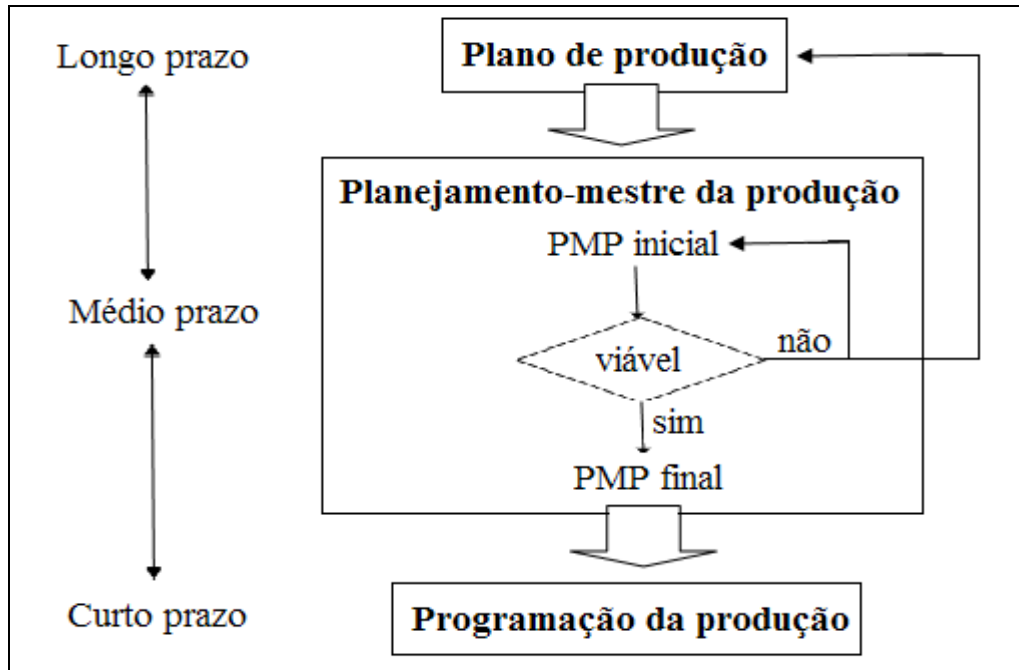 Longo prazo
Plano de produção
Planejamento-mestre da produção
PMP inicial
Médio prazo
viável
não
sim
PMP final
Curto prazo
Programação da produção